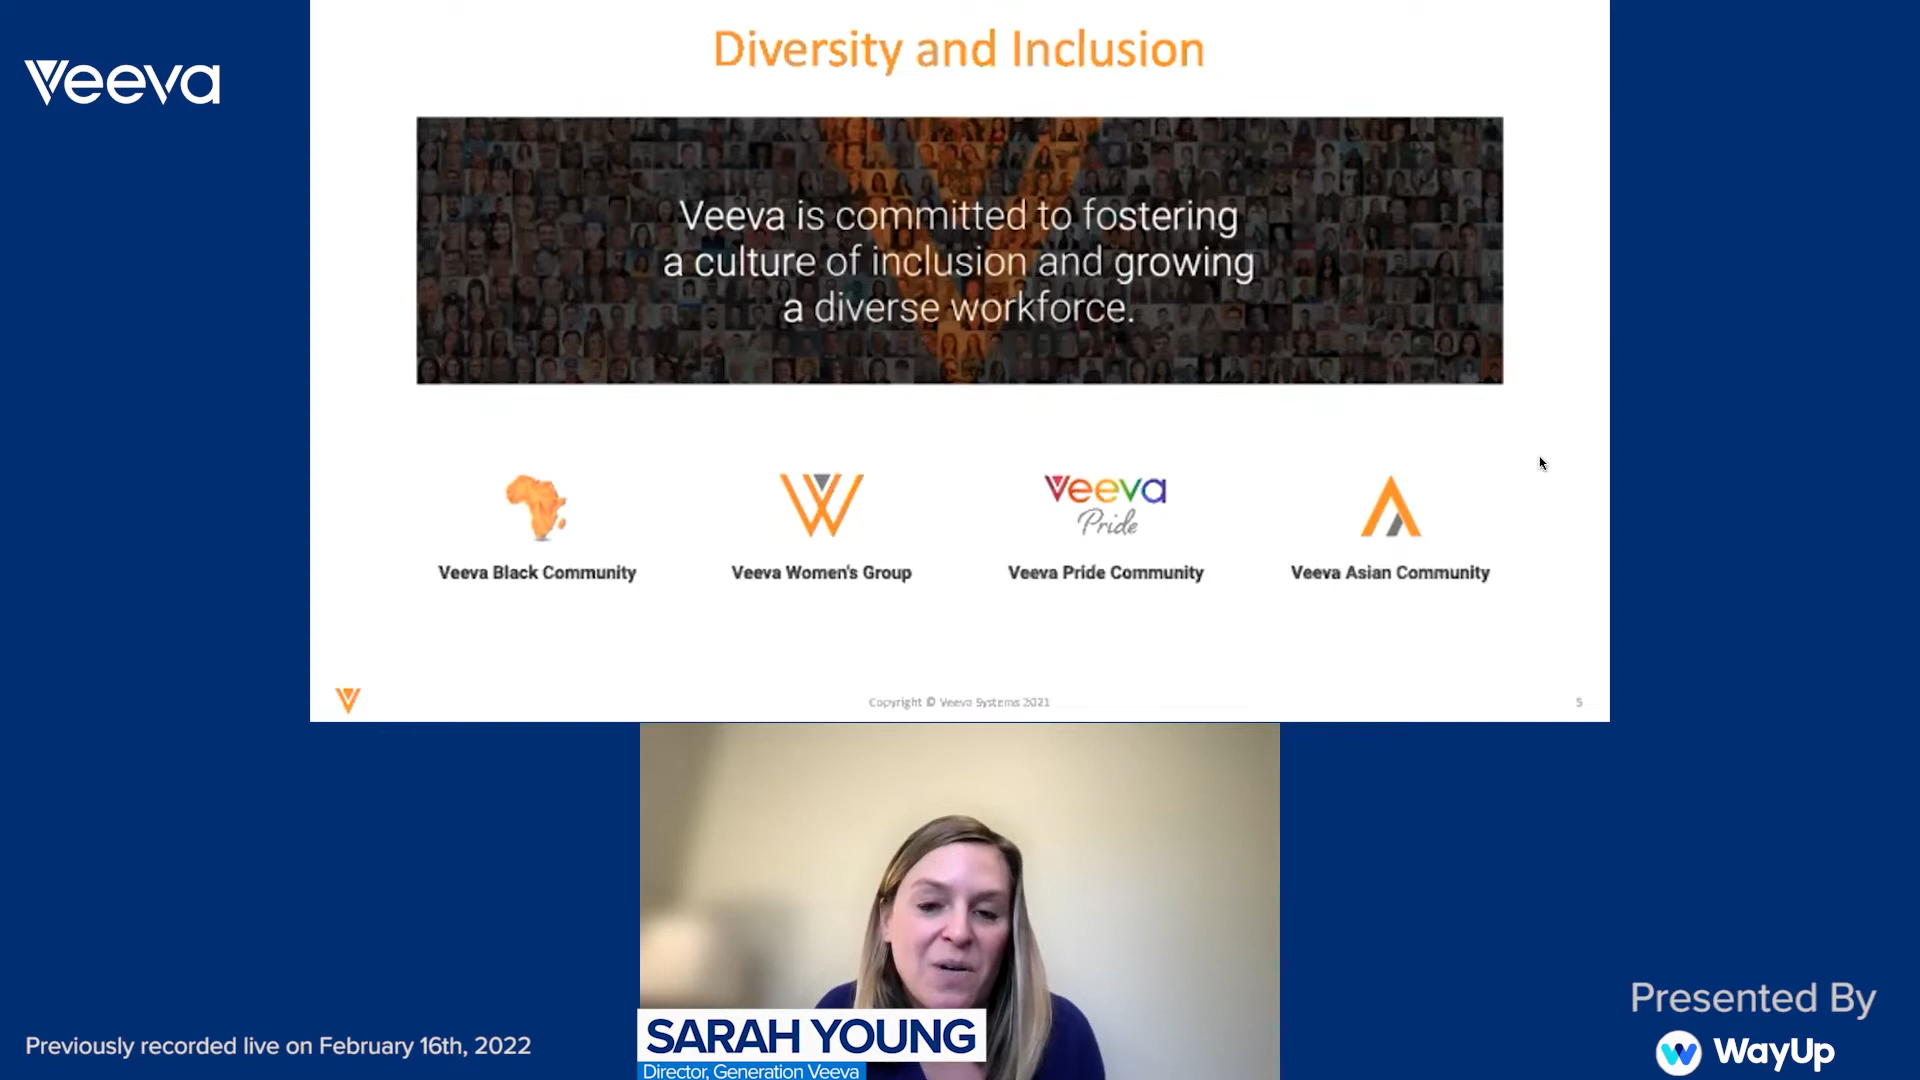 Veeva
Diversity and Inclusion
Veeva is committed to fostering
a culture of inclusion and growing
a diverse workforce.
Veeva
Pride
Veeva Black Community
Veeva Women's Group
Veeva Pride Community
Veeva Asian Community
Copyright © Veeva Systems 2021
5
SARAH YOUNG
Director, Generation Veeva
Previously recorded live on February 16th, 2022
Presented By
WayUp